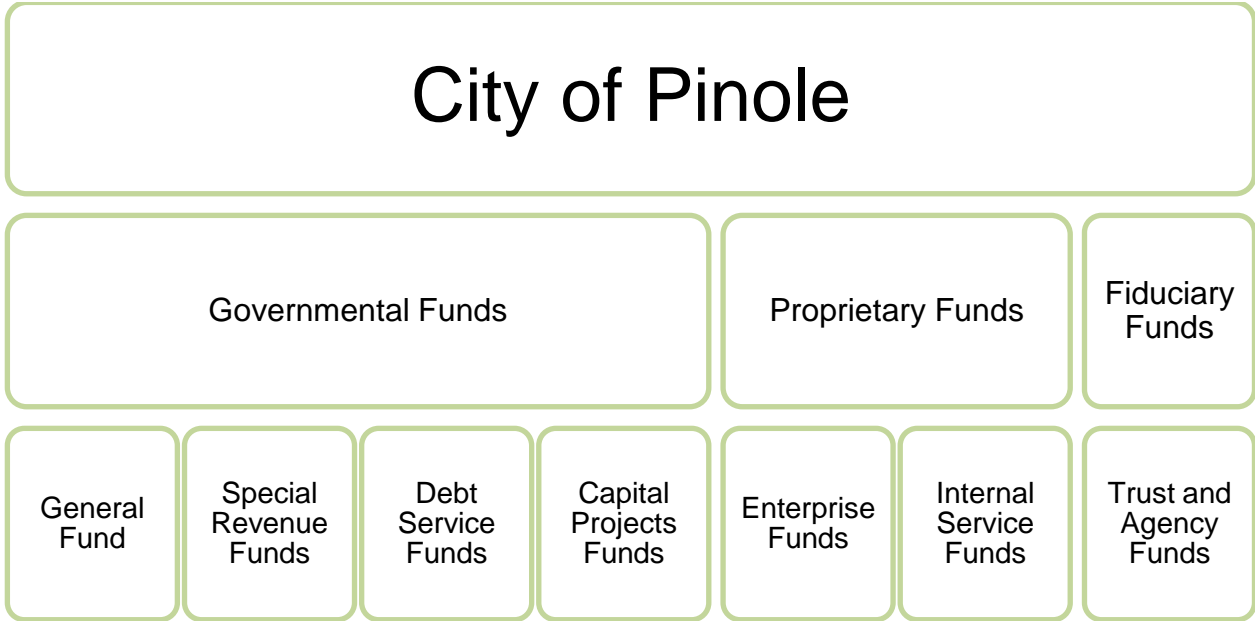 City of Pinole
Governmental Funds
Proprietary Funds
Fiduciary
Funds
General
Fund
Special
Revenue
Funds
Debt
Service
Funds
Capital
Projects
Funds
Enterprise
Funds
Internal
Service
Funds
Trust and
Agency
Funds